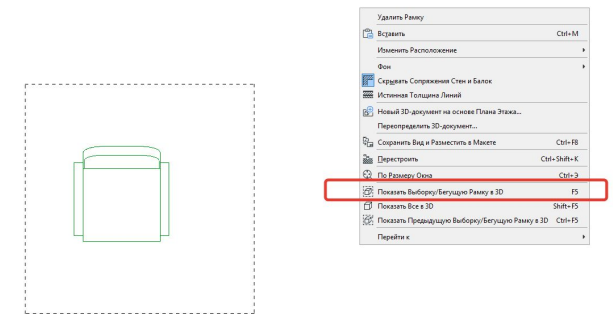 Удалить Рамку
Вставить Ctrl+M
Изменить Расположение
Фон
Скрывать Сопряжения Стен и Балок
Истинная Толщина Линий
Новый 3D-документ на основе Плана Этажа...
Переопределить 3D-документ...
Сохранить Вид и Разместить в Макете Ctrl+F8
Перестроить Ctrl+Shift+K
По Размеру Окна Ctrl+Э
Показать Выборку/Бегущую Рамку в 3D F5
Показать Все в 3D Shift+F5
Показать Предыдущую Выборку/Бегущую Рамку в 3D Ctrl+F5
Перейти к